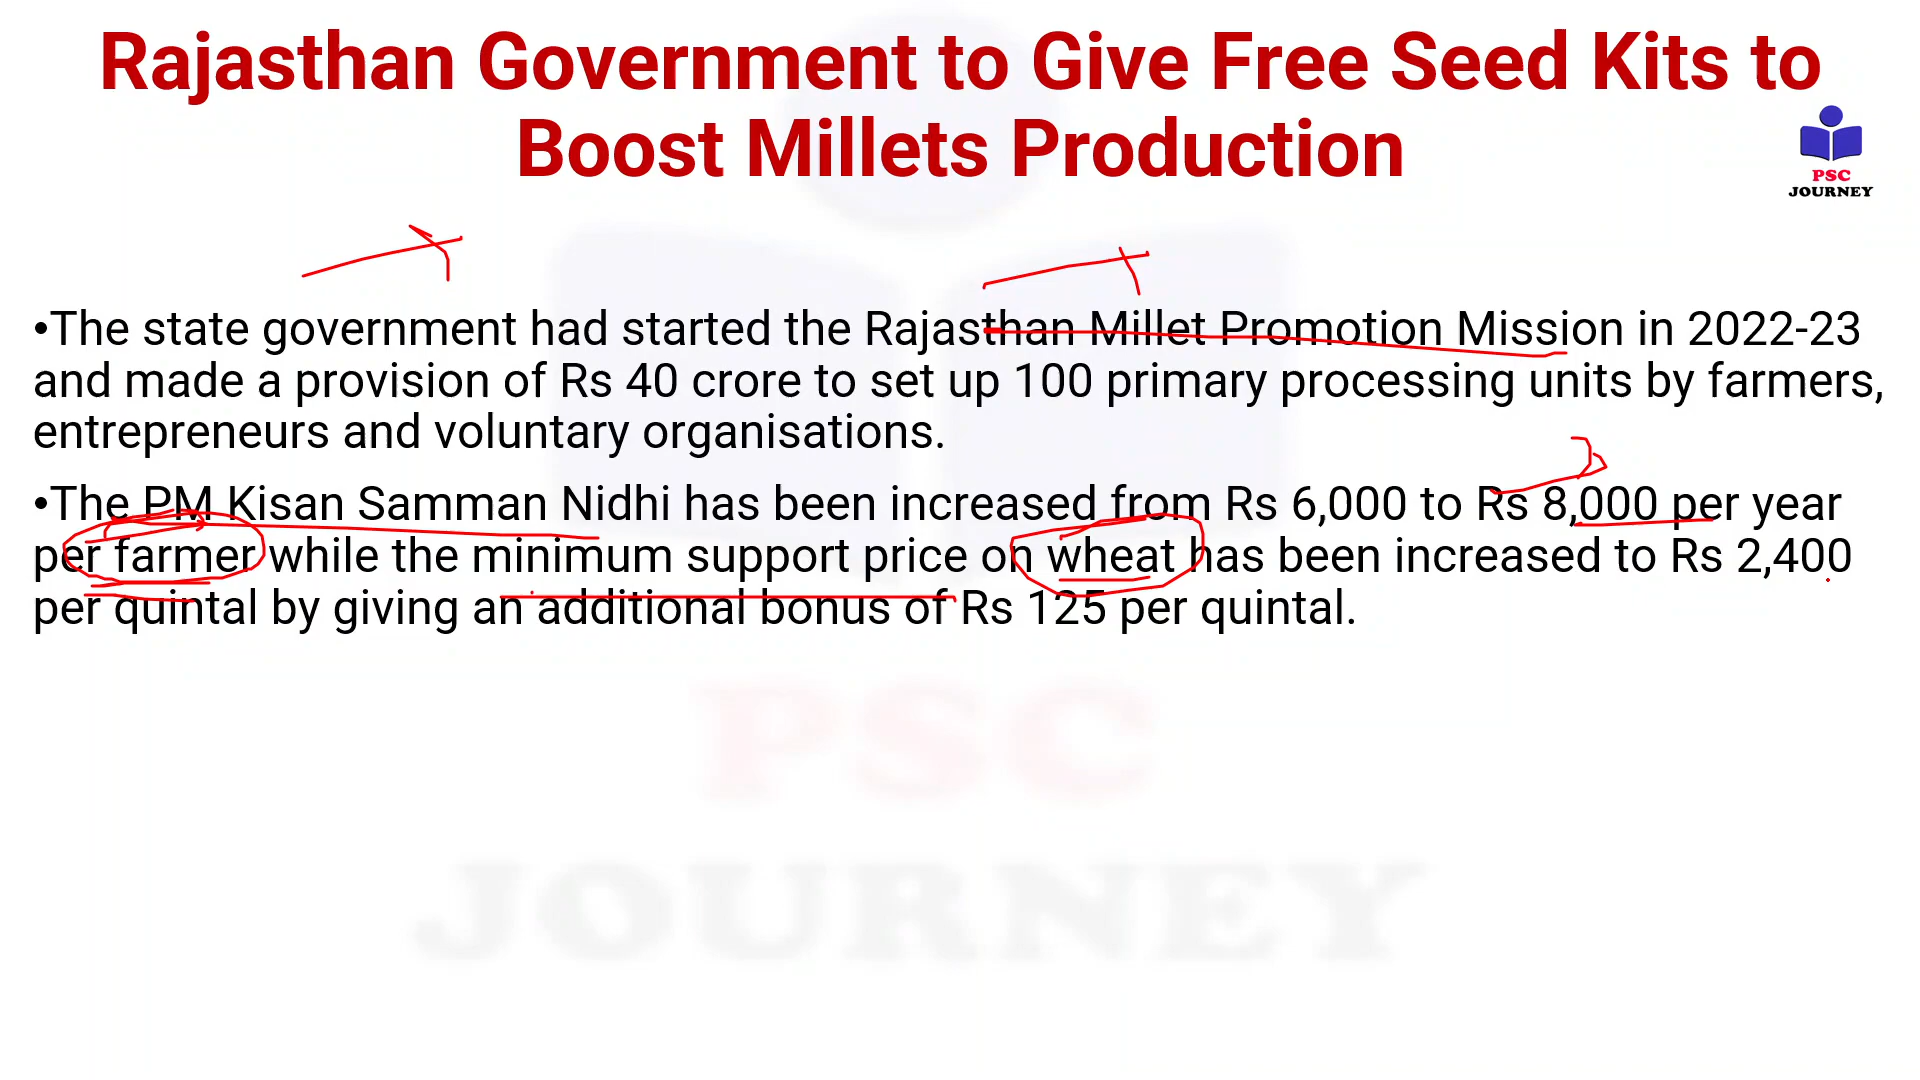 Rajasthan Government to Give Free Seed Kits to
Boost Millets Production
PSC
JOURNEY
•The state government had started the Rajasthan Millet Promotion Mission in 2022-23
and made a provision of Rs 40 crore to set up 100 primary processing units by farmers,
entrepreneurs and voluntary organisations.
•The PM Kisan Samman Nidhi has been increased from Rs 6,000 to Rs 8,000 per year
per farmer while the minimum support price on wheat has been increased to Rs 2,400
per quintal by giving an additional bonus of Rs 125 per quintal.
PSC
JOURNEY